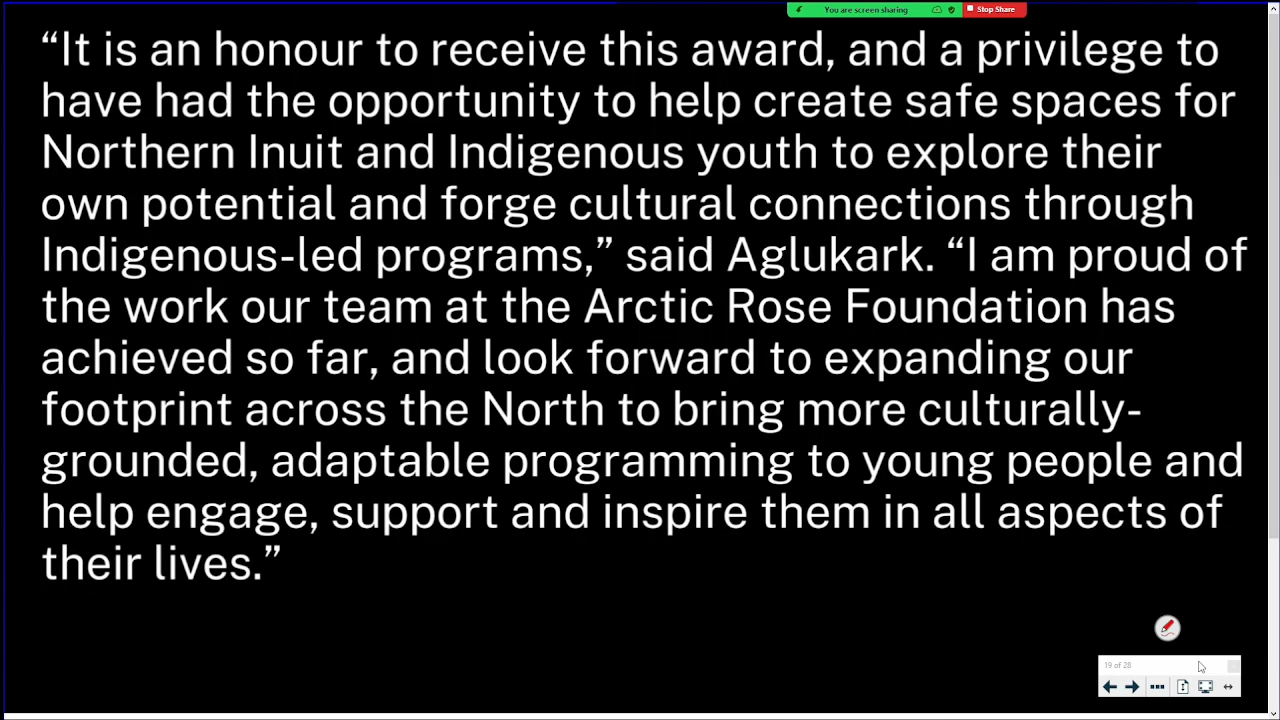 You are screen sharing
Stop Share
“It is an honour to receive this award, and a privilege to
have had the opportunity to help create safe spaces for
Northern Inuit and Indigenous youth to explore their
own potential and forge cultural connections through
Indigenous-led programs,” said Aglukark. “I am proud of
the work our team at the Arctic Rose Foundation has
achieved so far, and look forward to expanding our
footprint across the North to bring more culturally-
grounded, adaptable programming to young people and
help engage, support and inspire them in all aspects of
their lives.”
19 of 28